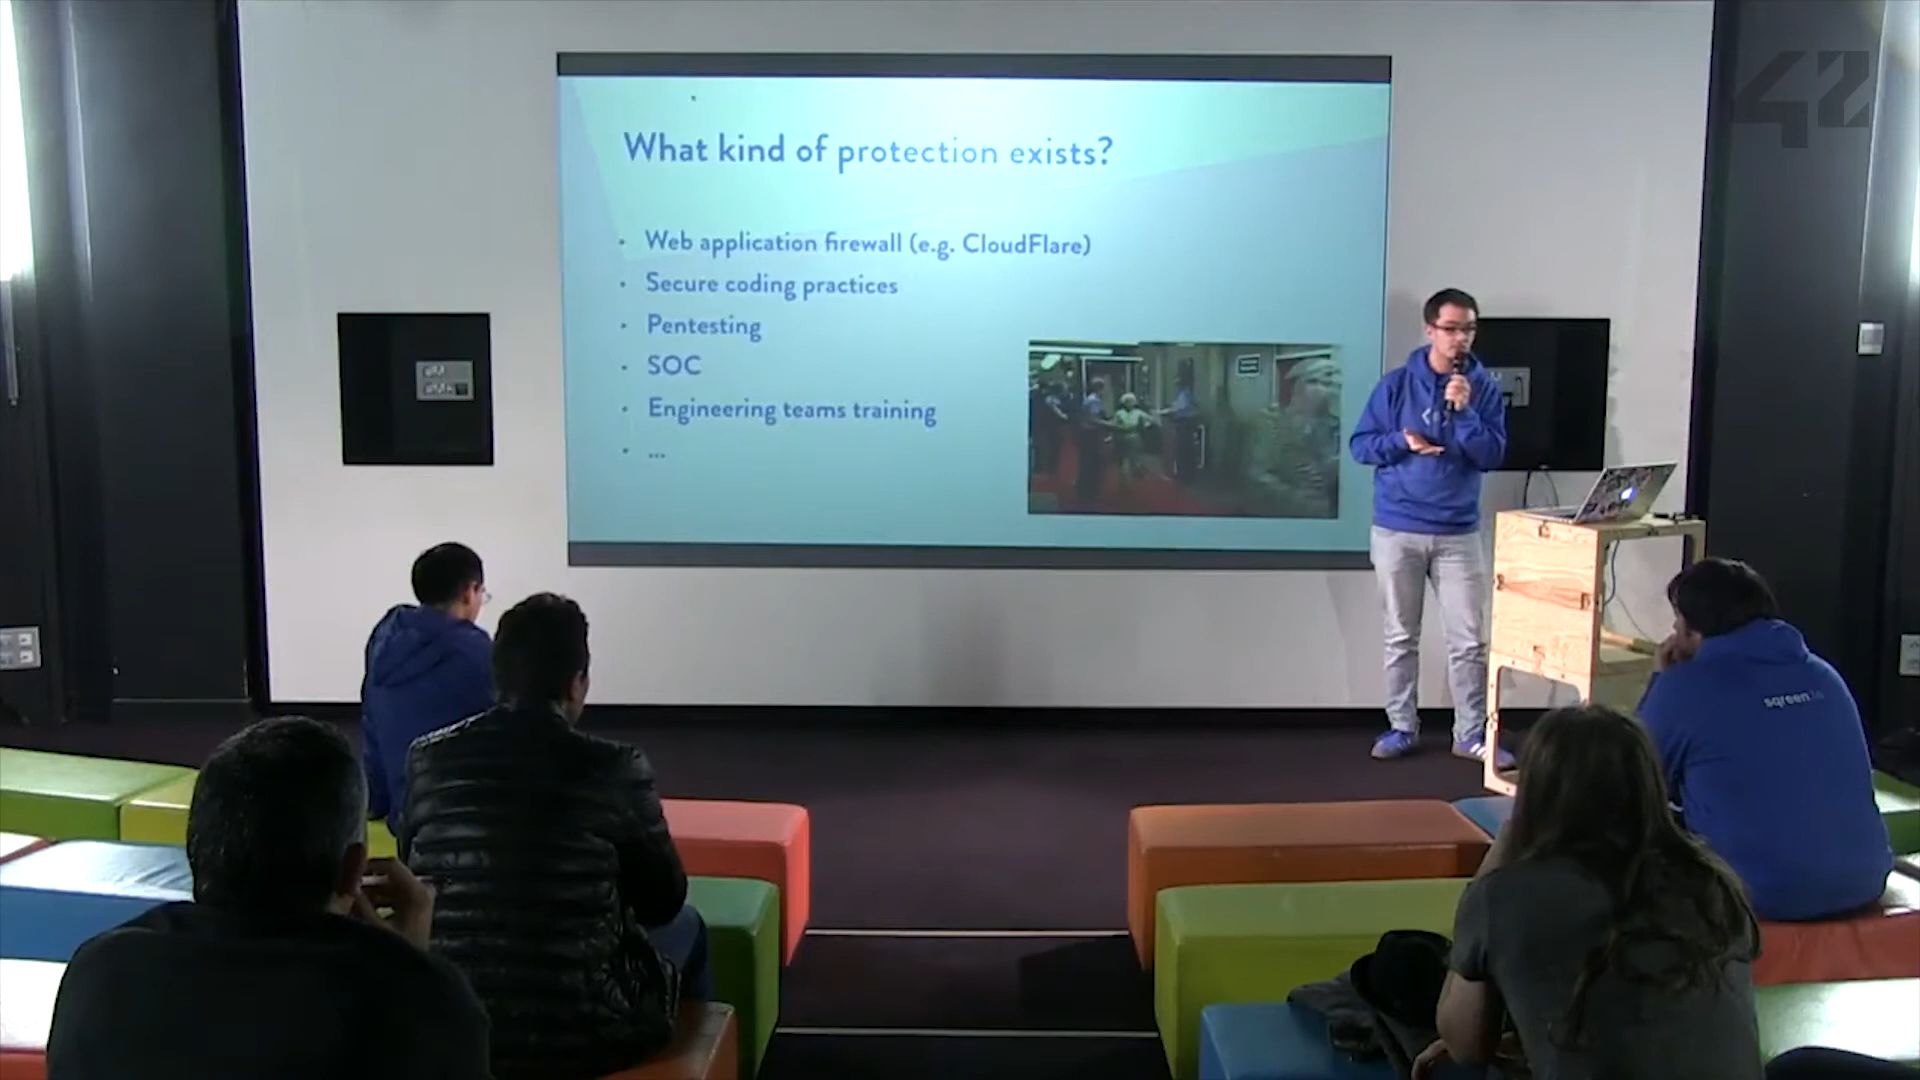 42
What kind of protection exists?
• Web application firewall (e.g. CloudFlare)
• Secure coding practices
• Pentesting
• SOC
• Engineering teams training
• ...
sqreen.io